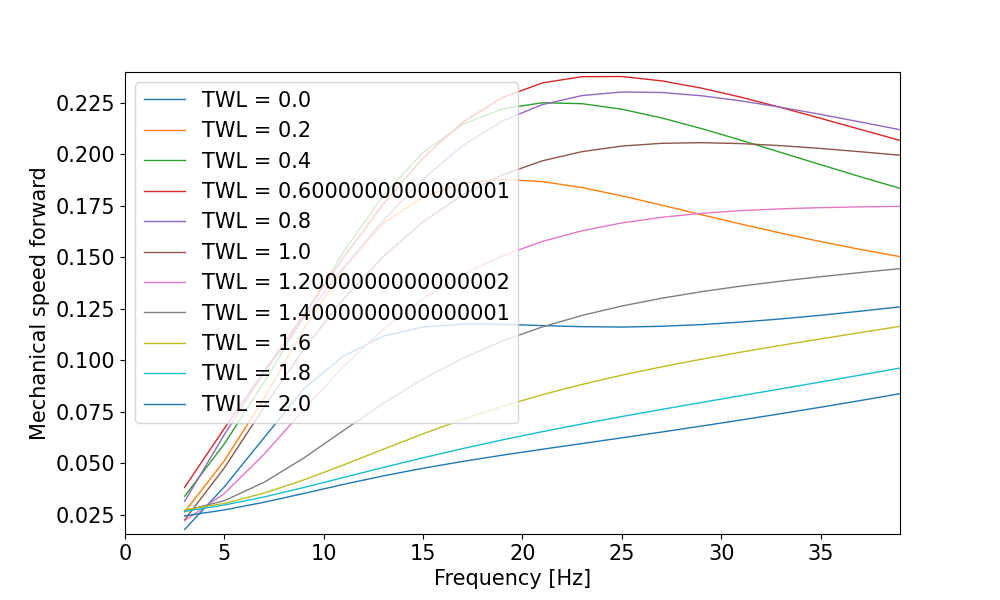 0.225
0.200
0.175
0.150
0.125
0.100
0.075
0.050
0.025
Mechanical speed forward
TWL = 0.0
TWL = 0.2
TWL = 0.4
TWL = 0.6000000000000001
TWL = 0.8
TWL = 1.0
TWL = 1.2000000000000002
TWL = 1.4000000000000001
TWL = 1.6
TWL = 1.8
TWL = 2.0
0 5 10 15 20 25 30 35
Frequency [Hz]